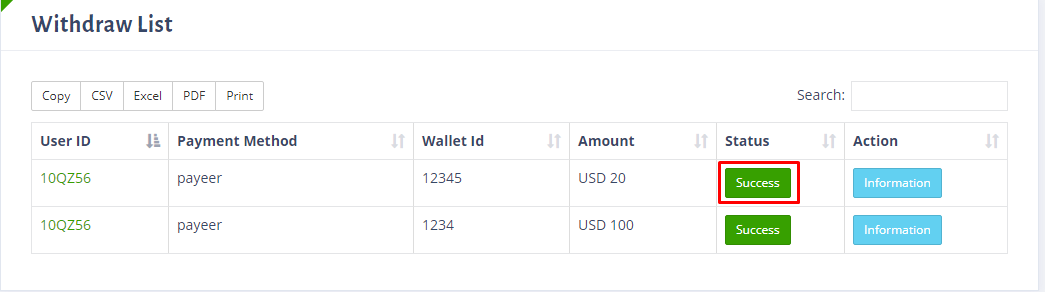 Withdraw List
Copy CSV Excel PDF Print Search:
User ID Payment Method Wallet Id Amount Status Action
10QZ56 payeer 12345 USD 20 Success Information
10QZ56 payeer 1234 USD 100 Success Information